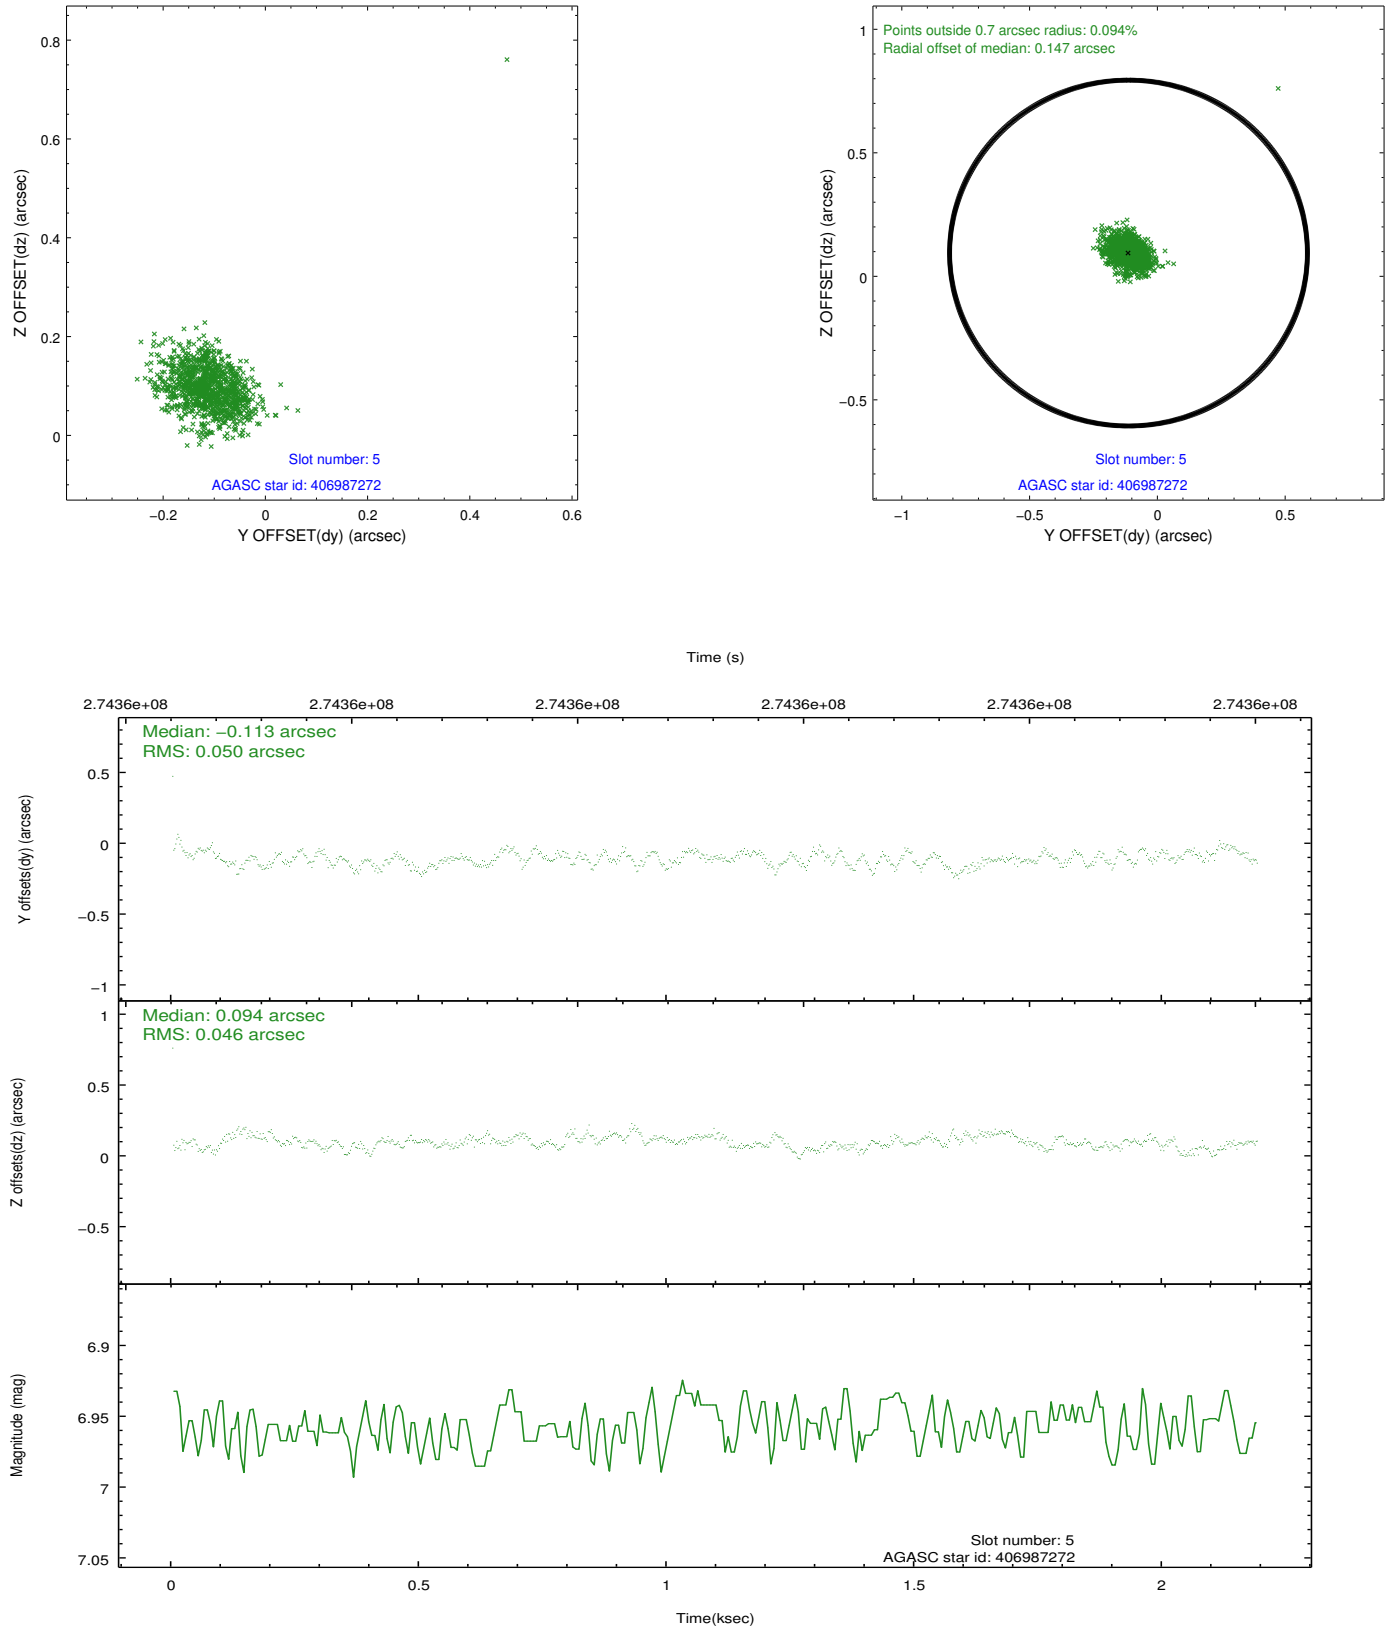 0.8
0.6
0.4
0.2
0
Z OFFSET(dz) (arcsec)
Slot number: 5
AGASC star id: 406987272
−0.2 0 0.2 0.4 0.6
Y OFFSET(dy) (arcsec)
Points outside 0.7 arcsec radius: 0.094%
Radial offset of median: 0.147 arcsec
1
0.5
0
−0.5
Z OFFSET(dz) (arcsec)
Slot number: 5
AGASC star id: 406987272
−1 −0.5 0 0.5
Y OFFSET(dy) (arcsec)
Time (s)
2.7436e+08 2.7436e+08 2.7436e+08 2.7436e+08 2.7436e+08 2.7436e+08
Median: −0.113 arcsec
RMS: 0.050 arcsec
0.5
0
−0.5
−1
Y offsets(dy) (arcsec)
Median: 0.094 arcsec
RMS: 0.046 arcsec
1
0.5
0
−0.5
Z offsets(dz) (arcsec)
6.9
6.95
7
7.05
Magnitude (mag)
Slot number: 5
AGASC star id: 406987272
0 0.5 1 1.5 2
Time(ksec)